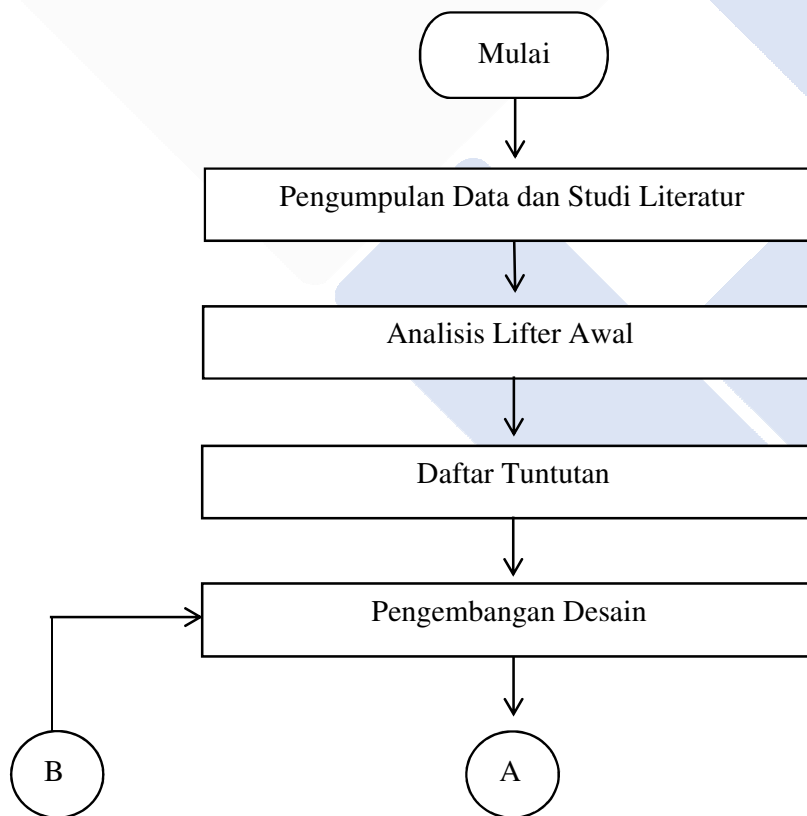 Mulai
Pengumpulan Data dan Studi Literatur
Analisis Lifter Awal
Daftar Tuntutan
Pengembangan Desain
B
A